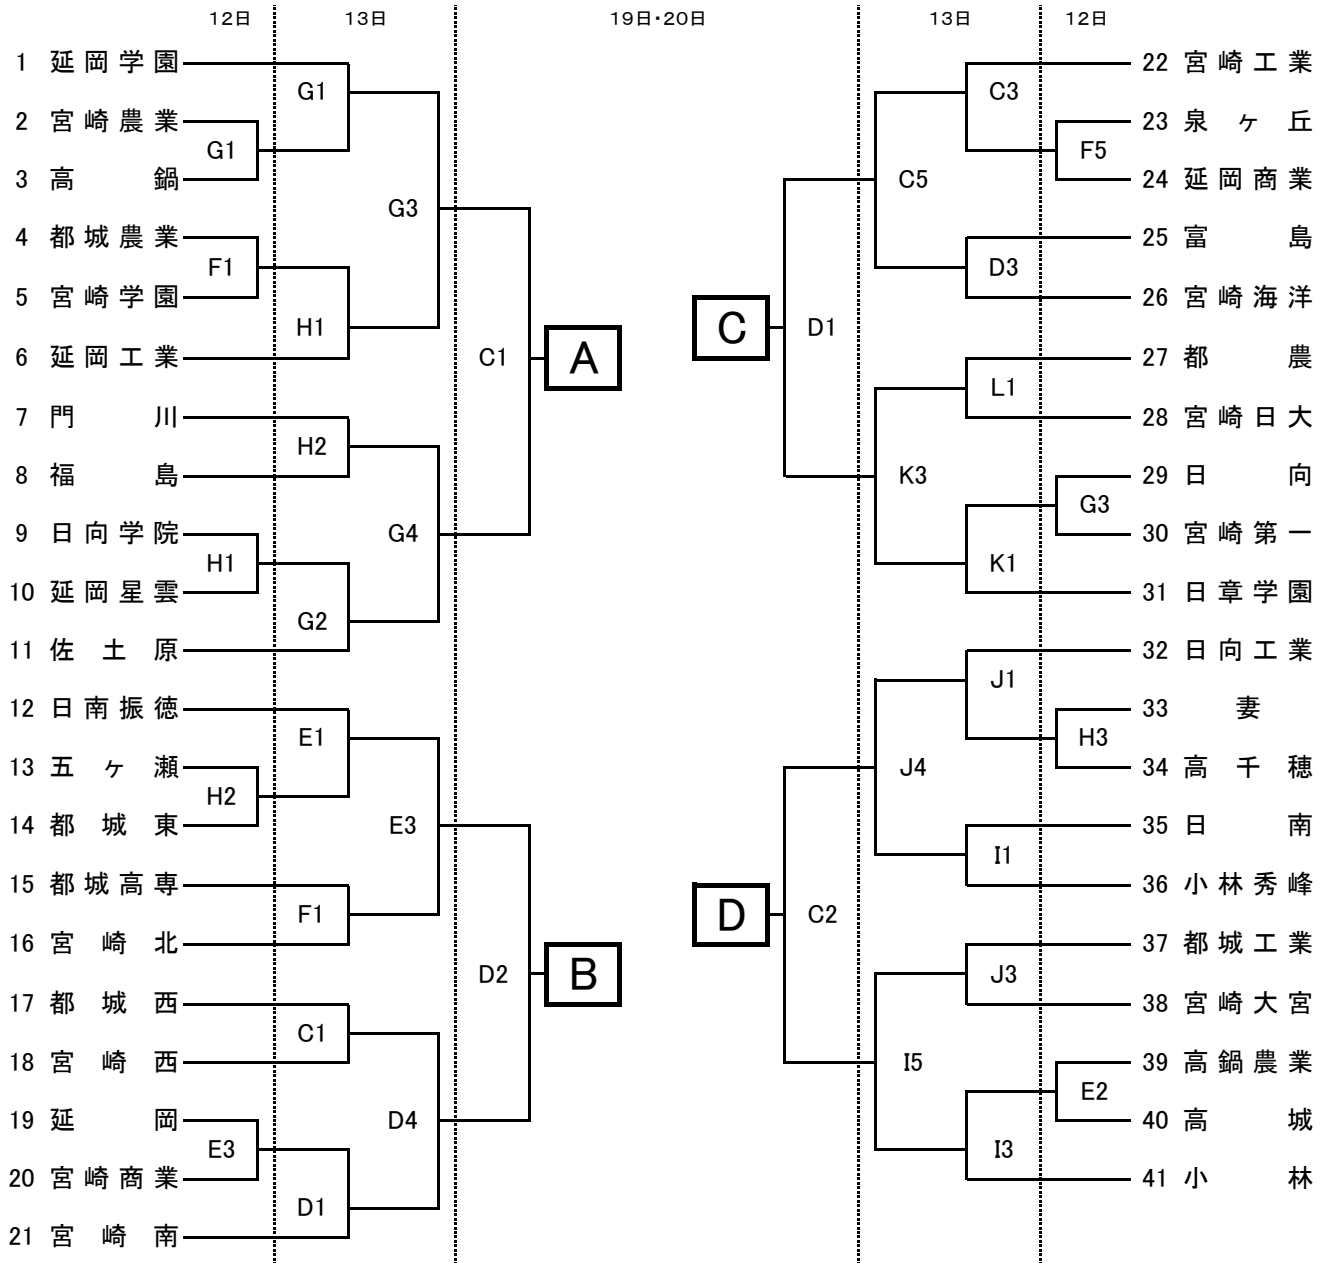 12日 13日 19日・20日 13日 12日
1 延岡学園
2 宮崎農業
3 高鍋
4 都城農業
5 宮崎学園
6 延岡工業
7 門川
8 福島
9 日向学院
10 延岡星雲
11 佐土原
12 日南振徳
13 五ヶ瀬
14 都城東
15 都城高専
16 宮崎北
17 都城西
18 宮崎西
19 延岡
20 宮崎商業
21 宮崎南
G1
F1
H1
H2
E3
G1
H1
H2
G2
E1
F1
C1
D1
G3
G4
E3
D4
C1
D2
A
B
C
D
D1
C2
C5
K3
J4
I5
C3
D3
L1
K1
J1
I1
J3
I3
F5
G3
H3
E2
22 宮崎工業
23 泉ヶ丘
24 延岡商業
25 富島
26 宮崎海洋
27 都農
28 宮崎日大
29 日向
30 宮崎第一
31 日章学園
32 日向工業
33 妻
34 高千穂
35 日南
36 小林秀峰
37 都城工業
38 宮崎大宮
39 高鍋農業
40 高城
41 小林